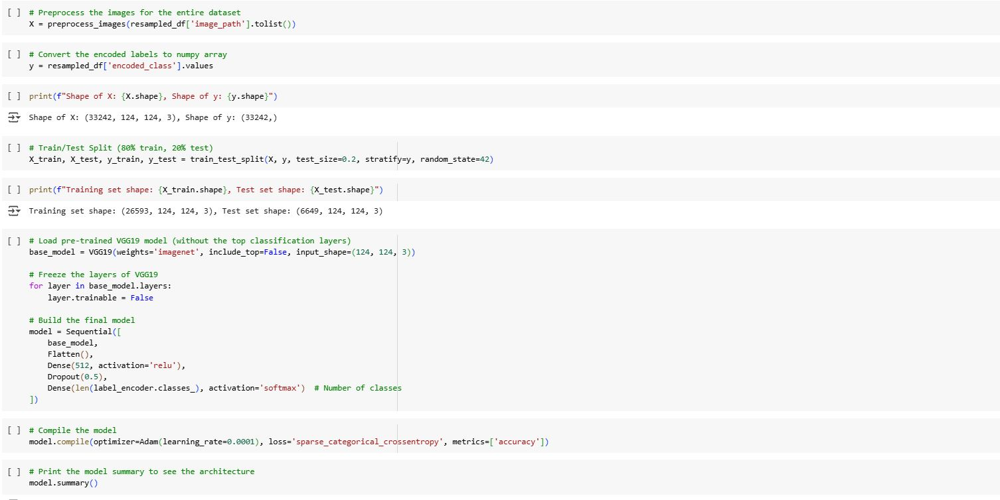 [ ] # Preprocess the images for the entire dataset
X = preprocess_images(resampled_df['image_path'].tolist())
[ ] # Convert the encoded labels to numpy array
y = resampled_df['encoded_class'].values
[ ] print(f"Shape of X: {X.shape}, Shape of y: {y.shape}")
Shape of X: (33242, 124, 124, 3), Shape of y: (33242,)
[ ] # Train/Test Split (80% train, 20% test)
X_train, X_test, y_train, y_test = train_test_split(X, y, test_size=0.2, stratify=y, random_state=42)
[ ] print(f"Training set shape: {X_train.shape}, Test set shape: {X_test.shape}")
Training set shape: (26593, 124, 124, 3), Test set shape: (6649, 124, 124, 3)
[ ] # Load pre-trained VGG19 model (without the top classification layers)
base_model = VGG19(weights='imagenet', include_top=False, input_shape=(124, 124, 3))
# Freeze the layers of VGG19
for layer in base_model.layers:
    layer.trainable = False
# Build the final model
model = Sequential([
    base_model,
    Flatten(),
    Dense(512, activation='relu'),
    Dropout(0.5),
    Dense(len(label_encoder.classes_), activation='softmax')  # Number of classes
])
[ ] # Compile the model
model.compile(optimizer=Adam(learning_rate=0.0001), loss='sparse_categorical_crossentropy', metrics=['accuracy'])
[ ] # Print the model summary to see the architecture
model.summary()